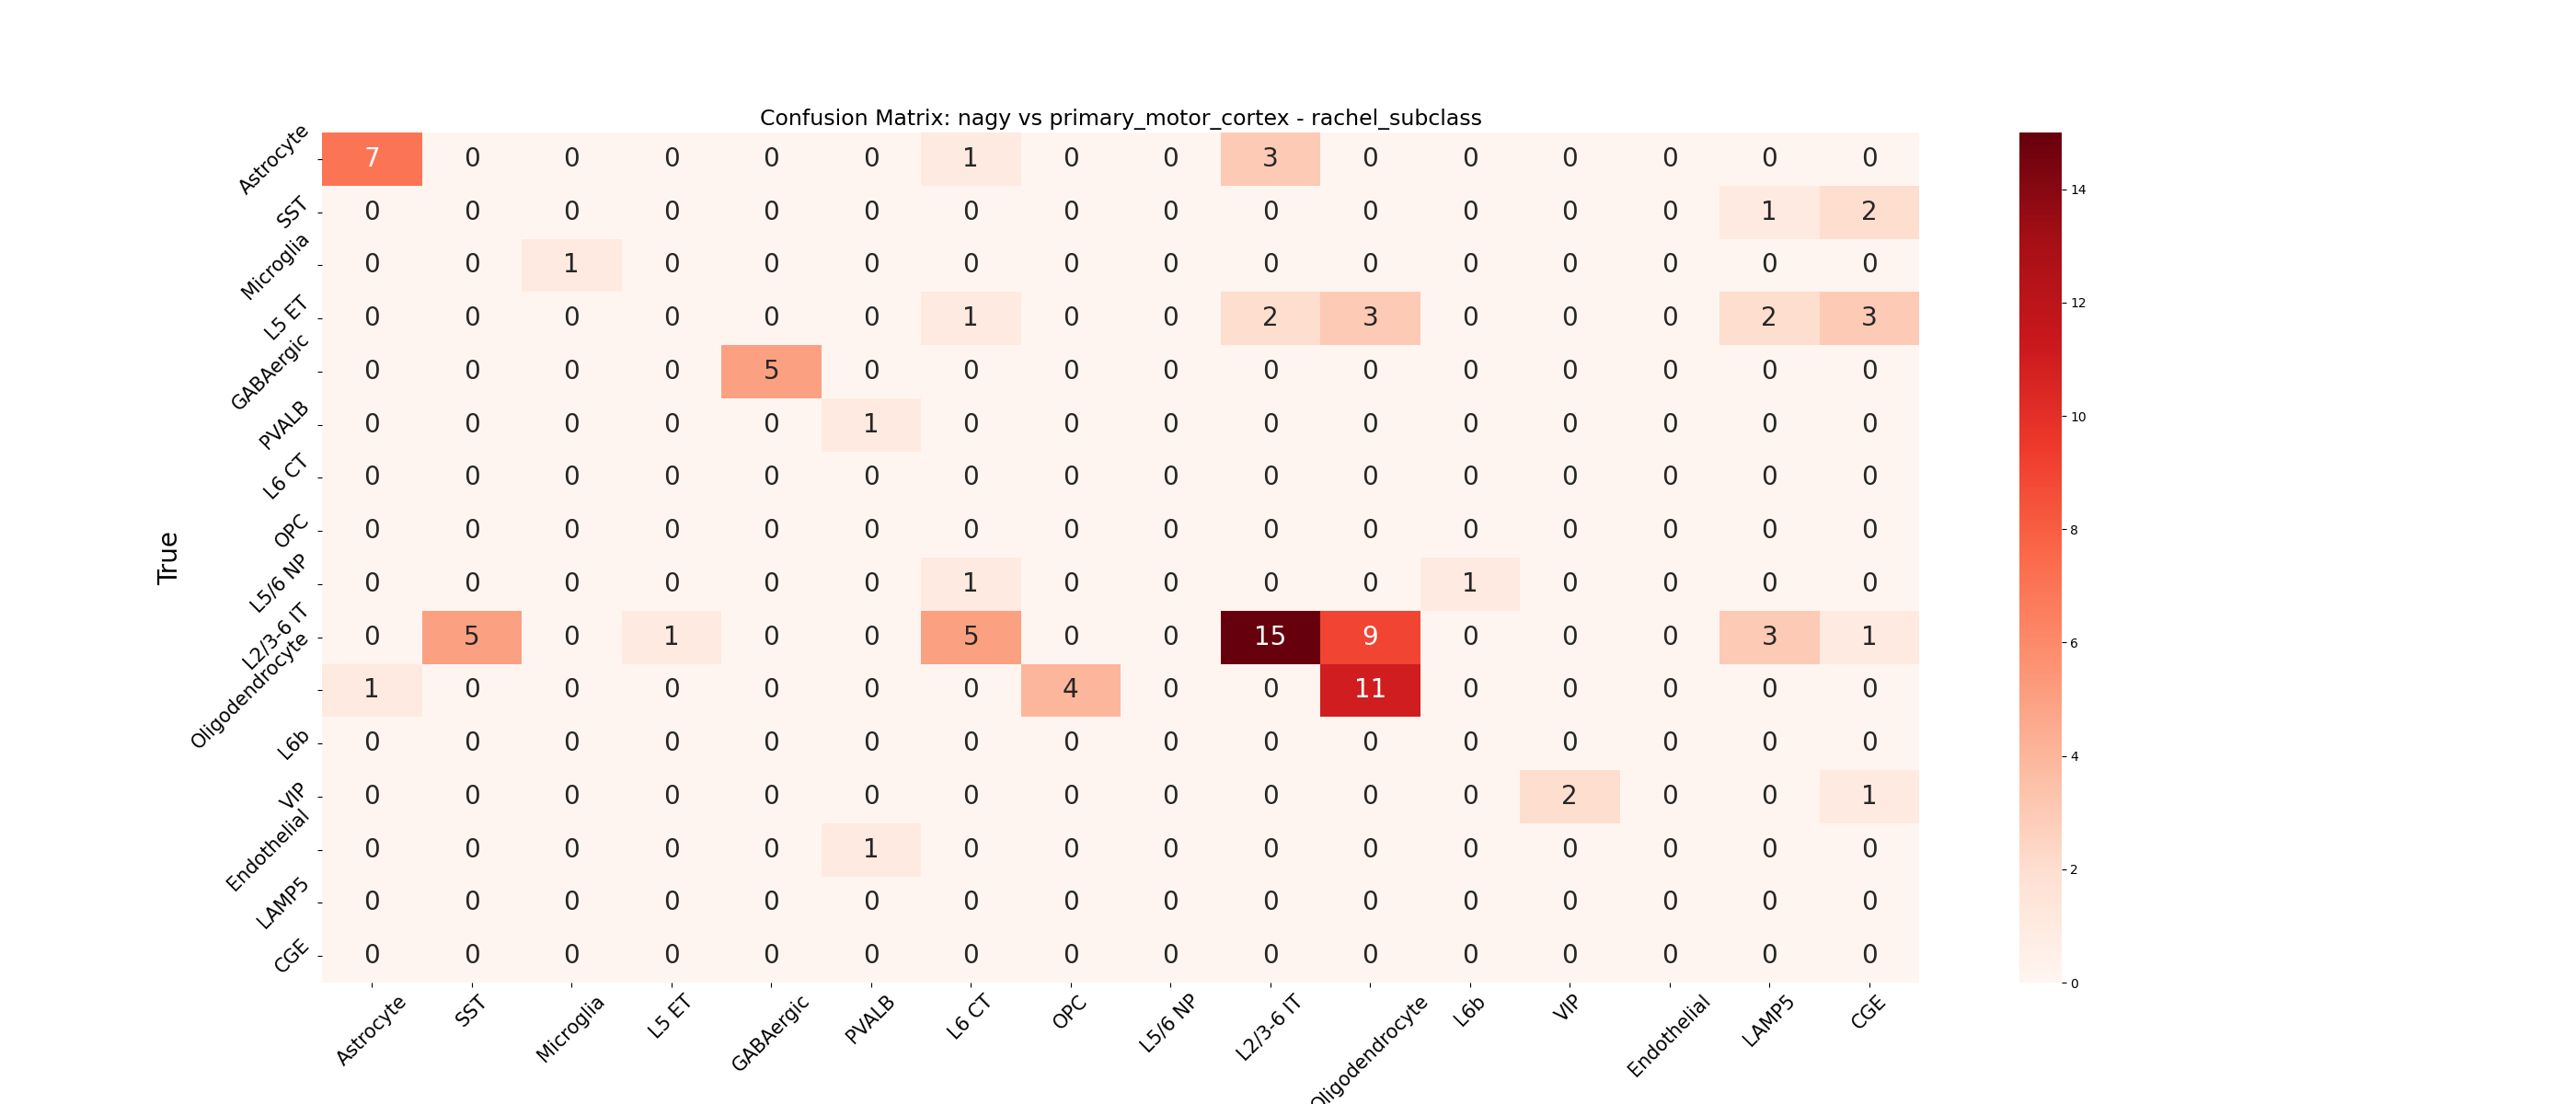 Confusion Matrix: nagy vs primary_motor_cortex - rachel_subclass
True
Astrocyte 7 0 0 0 0 0 1 0 0 3 0 0 0 0 0 0
SST 0 0 0 0 0 0 0 0 0 0 0 0 0 0 1 2
Microglia 0 0 1 0 0 0 0 0 0 0 0 0 0 0 0 0
L5 ET 0 0 0 0 0 0 1 0 0 2 3 0 0 0 2 3
GABAergic 0 0 0 0 5 0 0 0 0 0 0 0 0 0 0 0
PVALB 0 0 0 0 0 1 0 0 0 0 0 0 0 0 0 0
L6 CT 0 0 0 0 0 0 0 0 0 0 0 0 0 0 0 0
OPC 0 0 0 0 0 0 0 0 0 0 0 0 0 0 0 0
L5/6 NP 0 0 0 0 0 0 1 0 0 0 0 1 0 0 0 0
L2/3-6 IT 0 5 0 1 0 0 5 0 0 15 9 0 0 0 3 1
Oligodendrocyte 1 0 0 0 0 0 0 4 0 0 11 0 0 0 0 0
L6b 0 0 0 0 0 0 0 0 0 0 0 0 0 0 0 0
VIP 0 0 0 0 0 0 0 0 0 0 0 0 2 0 0 1
Endothelial 0 0 0 0 0 1 0 0 0 0 0 0 0 0 0 0
LAMP5 0 0 0 0 0 0 0 0 0 0 0 0 0 0 0 0
CGE 0 0 0 0 0 0 0 0 0 0 0 0 0 0 0 0
Astrocyte SST Microglia L5 ET GABAergic PVALB L6 CT OPC L5/6 NP L2/3-6 IT Oligodendrocyte L6b VIP Endothelial LAMP5 CGE
14
12
10
8
6
4
2
0